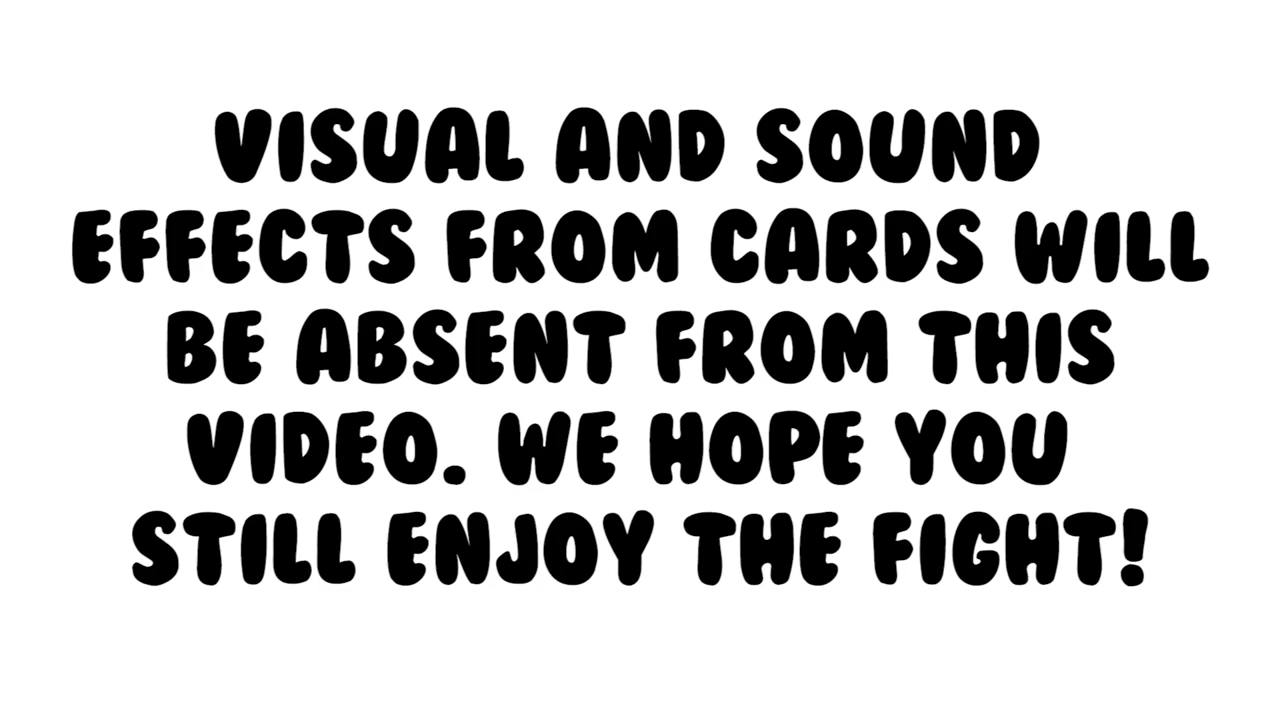 VISUAL AND SOUND
EFFECTS FROM CARDS WILL
BE ABSENT FROM THIS
VIDEO. WE HOPE YOU
STILL ENJOY THE FIGHT!